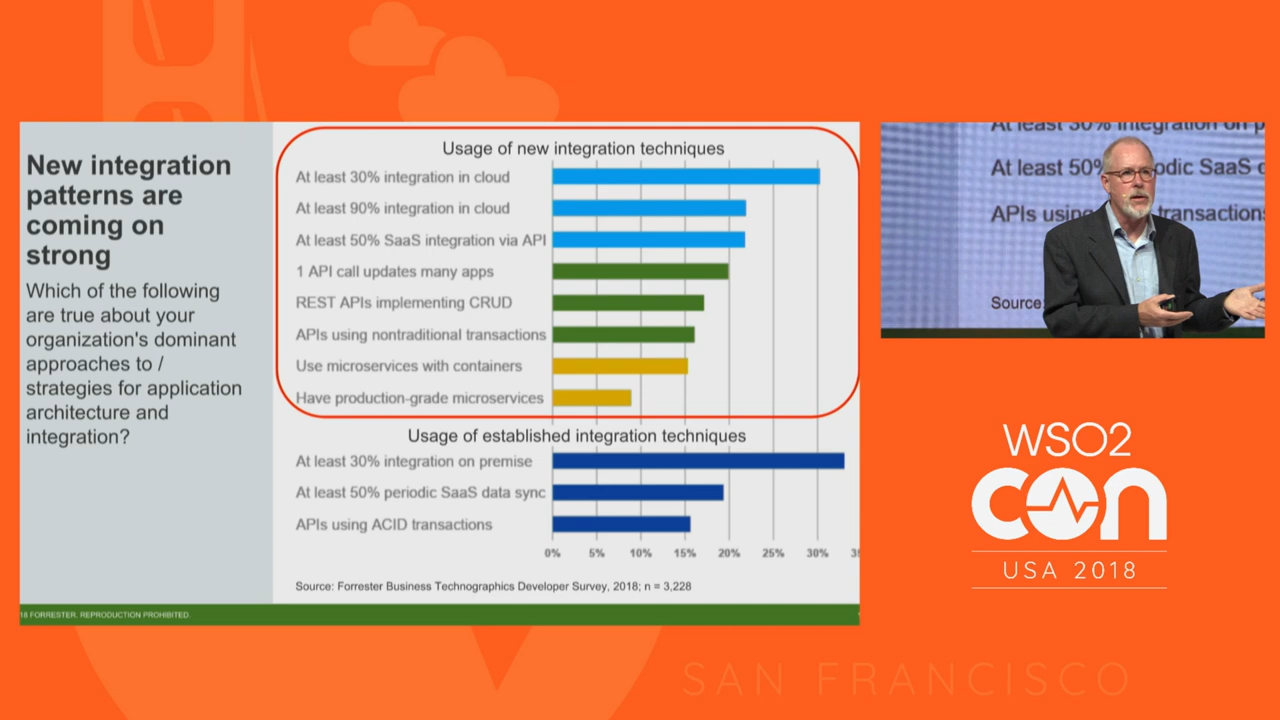 New integration
patterns are
coming on
strong
Which of the following
are true about your
organization's dominant
approaches to /
strategies for application
architecture and
integration?
Usage of new integration techniques
At least 30% integration in cloud
At least 90% integration in cloud
At least 50% SaaS integration via API
1 API call updates many apps
REST APIs implementing CRUD
APIs using nontraditional transactions
Use microservices with containers
Have production-grade microservices
Usage of established integration techniques
At least 30% integration on premise
At least 50% periodic SaaS data sync
APIs using ACID transactions
0% 5% 10% 15% 20% 25% 30%
Source: Forrester Business Technographics Developer Survey, 2018; n = 3,228
18 FORRESTER. REPRODUCTION PROHIBITED.
At least 30% integration on p
At least 50% odic SaaS c
APIs using transactions
Source:
WSO2
CON
USA 2018
SAN FRANCISCO